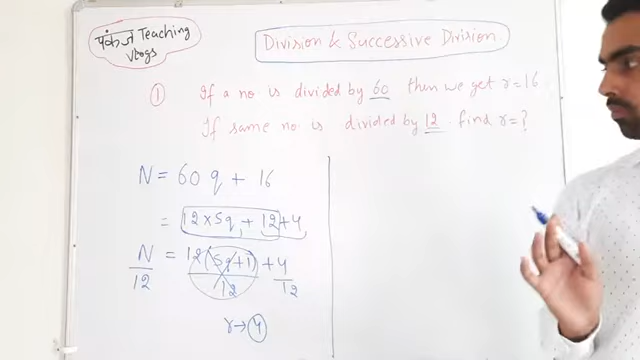 पंकज Teaching
Vlogs
Division & Successive Division.
① If a no. is divided by 60 then we get r=16
If same no. is divided by 12. find r=?
N = 60 q + 16
= 12×5q + 12+4
N/12 = 12(5q+1)/12 + 4/12
r→4